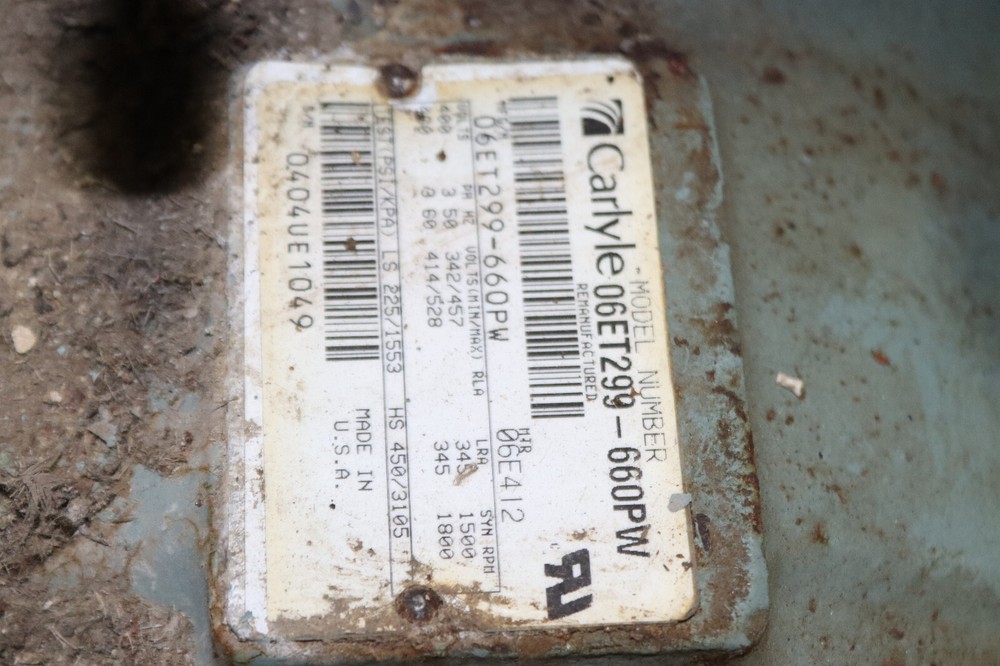 MODEL NUMBER
Carlyle 06ET299-660PW
REMANUFACTURED
MTR
06ET299-660PW 06E412
VOLTS PH HZ VOLTS(MIN/MAX) RLA LRA SYN RPM
400 3 50 342/457 345 1500
3 60 414/528 345 1800
TEST(PSI/KPA) LS 225/1553 HS 450/3105
MADE IN
U.S.A.
0404UE1049